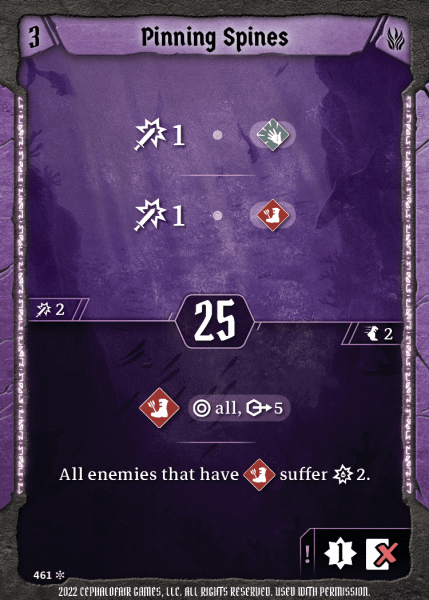 3 Pinning Spines
1
1
2
25
2
all, 5
All enemies that have suffer 2.
! 1
461
2022 CEPHALOFAIR GAMES, LLC. ALL RIGHTS RESERVED. USED WITH PERMISSION.